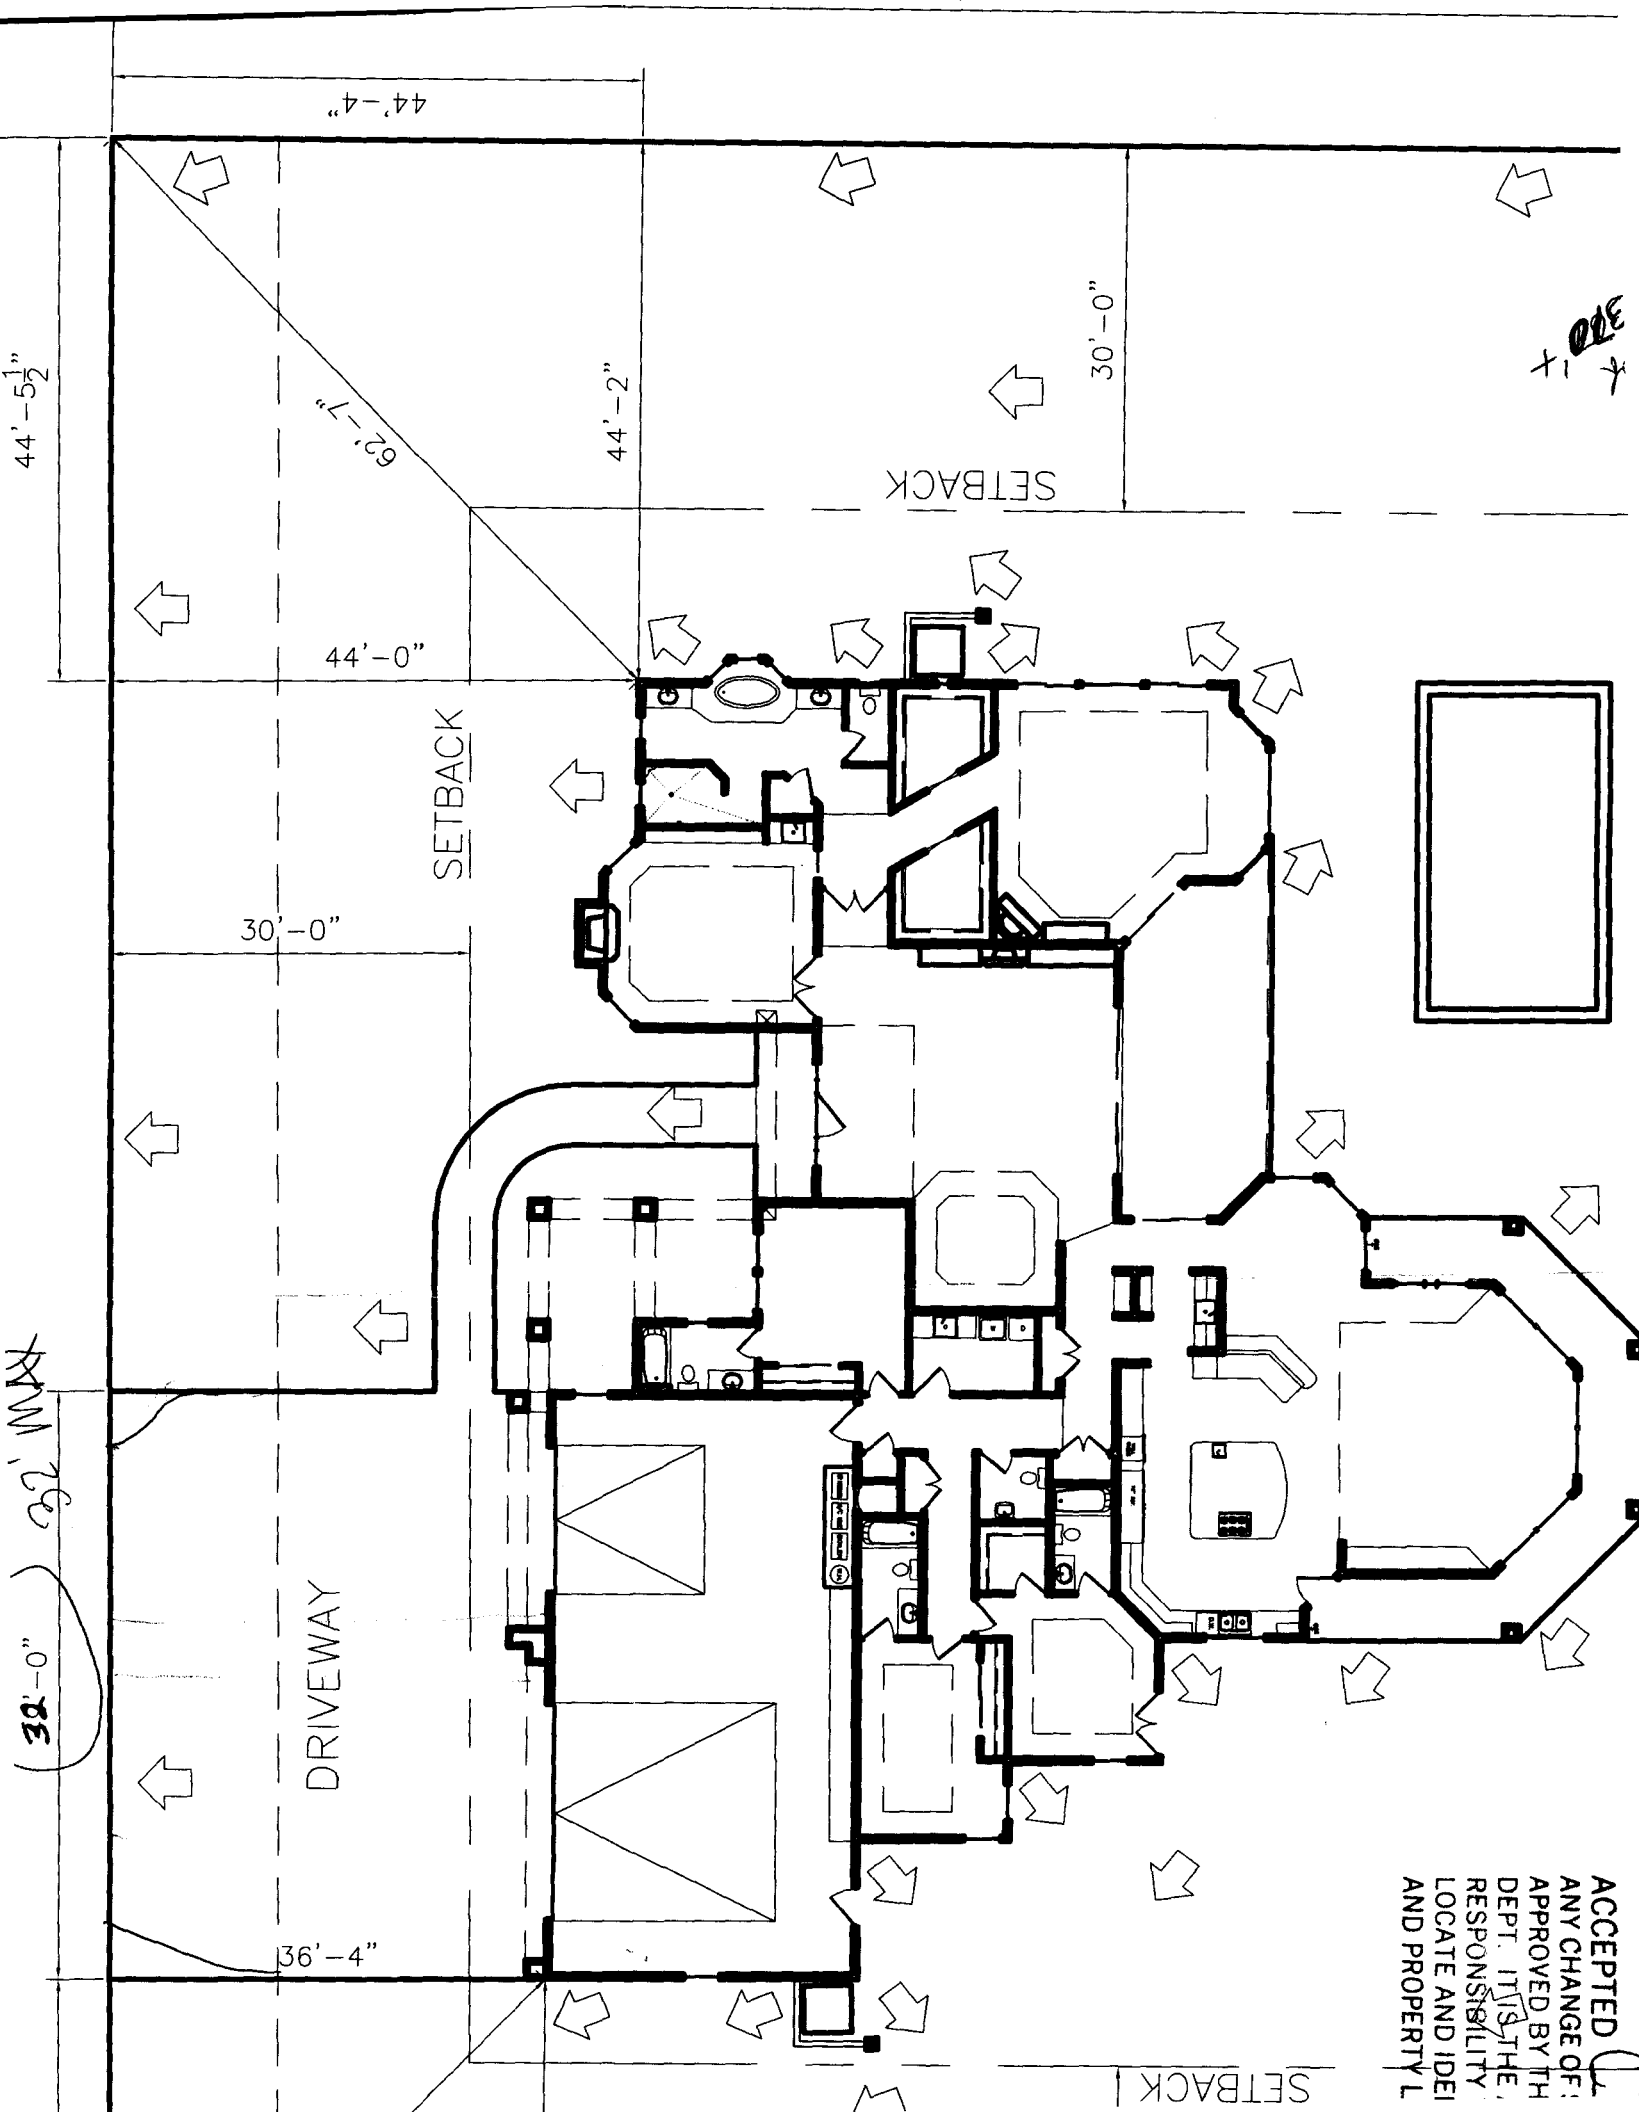 44'-4"
44'-5½"
62'-7"
44'-2"
30'-0"
SETBACK
44'-0"
SETBACK
30'-0"
32' MAX
32'-0"
DRIVEWAY
36'-4"
SETBACK
ACCEPTED
ANY CHANGE OF
APPROVED BY TH
DEPT. IT IS THE
RESPONSIBILITY
LOCATE AND IDE
AND PROPERTY L